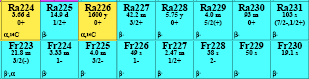 Ra224 Ra225 Ra226 Ra227 Ra228 Ra229 Ra230 Ra231
3.66 d 14.9 d 1600 y 42.2 m 5.75 y 4.0 m 93 m 103 s
0+ 1/2+ 0+ 3/2+ 0+ 5/2(+) 0+ (7/2-,1/2+)
α,¹⁴C β- α,¹⁴C β- β- β- β- β-
Fr223 Fr224 Fr225 Fr226 Fr227 Fr228 Fr229 Fr230
21.8 m 3.33 m 4.0 m 49 s 2.47 m 38 s 50 s 19.1 s
3/2(-) 1- 3/2- 1- 1/2+ 2-
β-,α β- β- β- β- β- β- β-